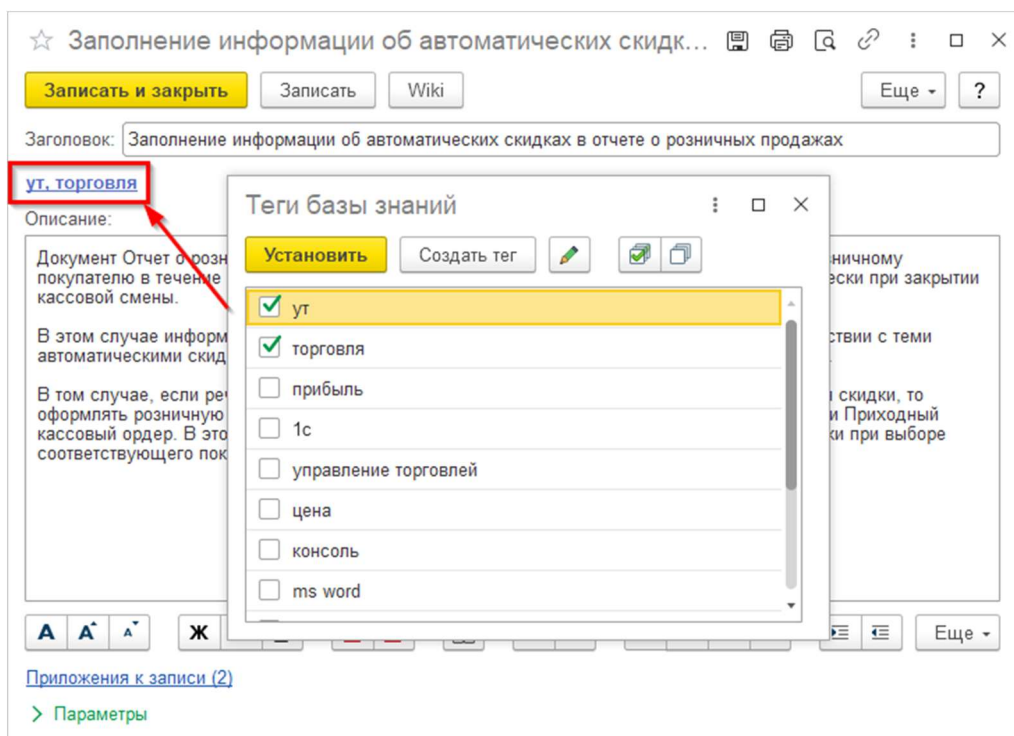 Заполнение информации об автоматических скидк...
Записать и закрыть Записать Wiki Еще ?
Заголовок: Заполнение информации об автоматических скидках в отчете о розничных продажах
ут, торговля
Описание:
Документ Отчет о розн
покупателю в течение
кассовой смены.
В этом случае информ
автоматическими скид
В том случае, если ре
оформлять розничную
кассовый ордер. В это
соответствующего пок
Теги базы знаний
Установить Создать тег
ут
торговля
прибыль
1с
управление торговлей
цена
консоль
ms word
зничному
ески при закрытии
ствии с теми
скидки, то
и Приходный
ки при выборе
А А А Ж Еще
Приложения к записи (2)
Параметры